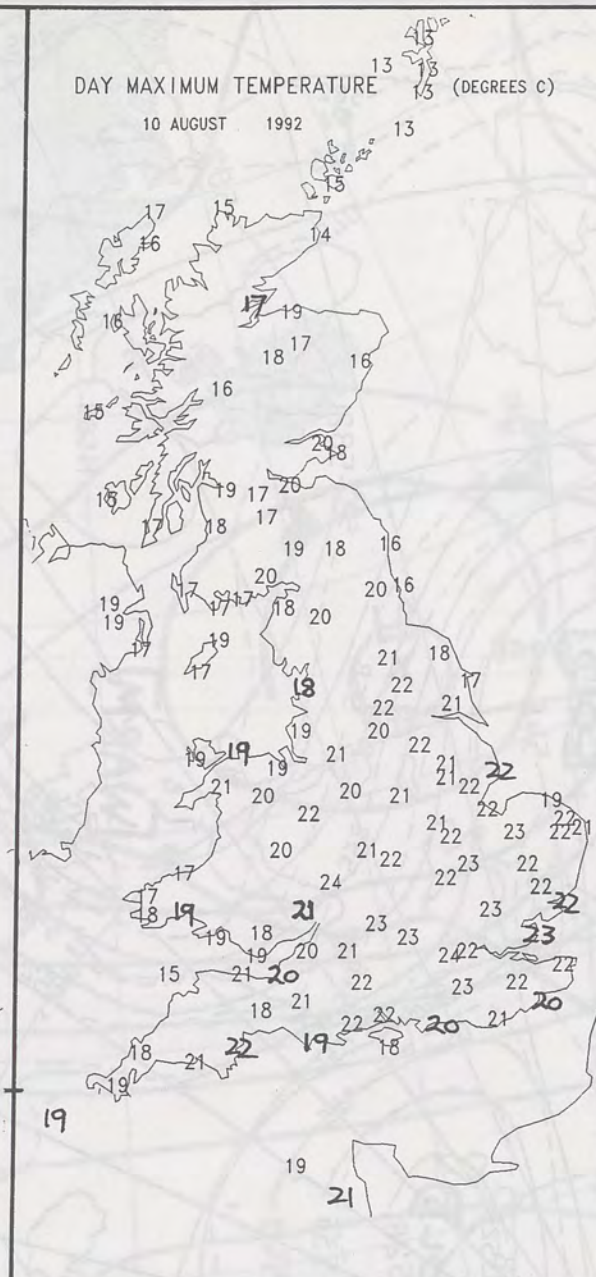 13
13 13
DAY MAXIMUM TEMPERATURE 13 (DEGREES C)
10 AUGUST 1992 13
15
17 15
16 14
17 19
16 17
18 16
16
15
20
18
19 17 20
16 17
17 18
19 18 16
20
17 20 16
19 17 17 18
19 20
17 19
17 21 18
18 22 17
22 21
19 20
19 19 21 22
19 21
21 21 22
21 20 20 21 22 19
22 22
21 23 22 21
20 21 22 22
22 23 22
17 24 22
17 22 22
18 19 21 23 23
19 18 23 23
19 20 21 24 22
15 21 20 22 22
22 23
18 21 20
22 22 20 21
18 22 19 18
21
19
19
19
21